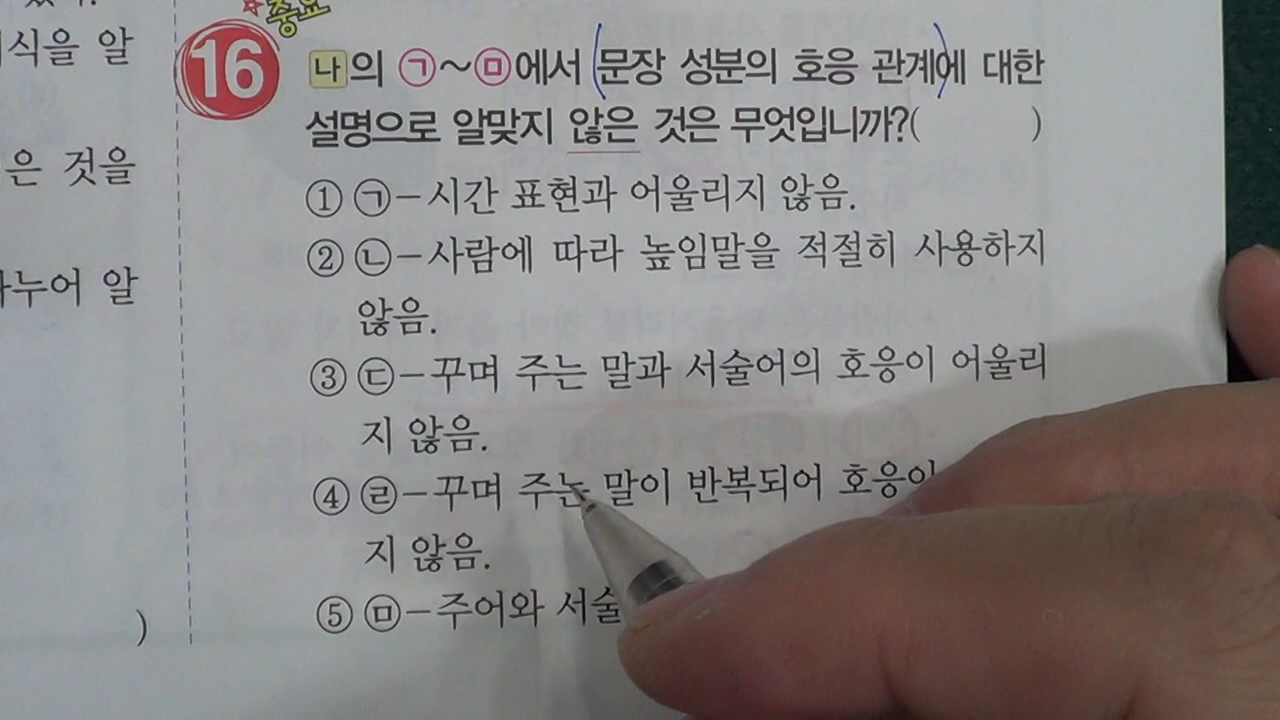 중요
식을 알
은 것을
누어 알
)
16 나의 ㉠~㉤에서 (문장 성분의 호응 관계)에 대한
설명으로 알맞지 않은 것은 무엇입니까?( )
① ㉠-시간 표현과 어울리지 않음.
② ㉡-사람에 따라 높임말을 적절히 사용하지
않음.
③ ㉢-꾸며 주는 말과 서술어의 호응이 어울리
지 않음.
④ ㉣-꾸며 주는 말이 반복되어 호응이
지 않음.
⑤ ㉤-주어와 서술